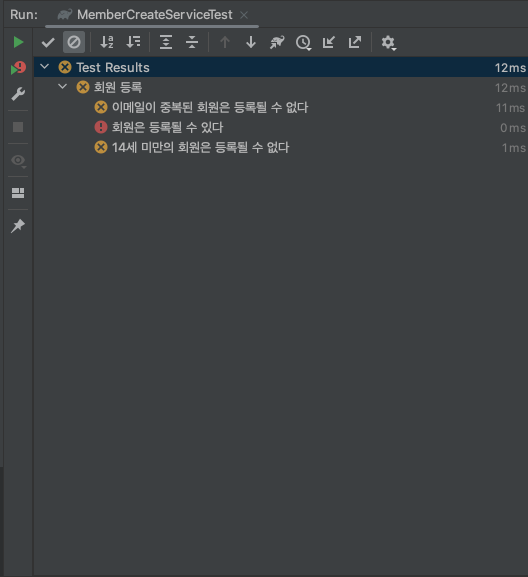 Run: MemberCreateServiceTest
Test Results 12ms
회원 등록 12ms
이메일이 중복된 회원은 등록될 수 없다 11ms
회원은 등록될 수 있다 0ms
14세 미만의 회원은 등록될 수 없다 1ms